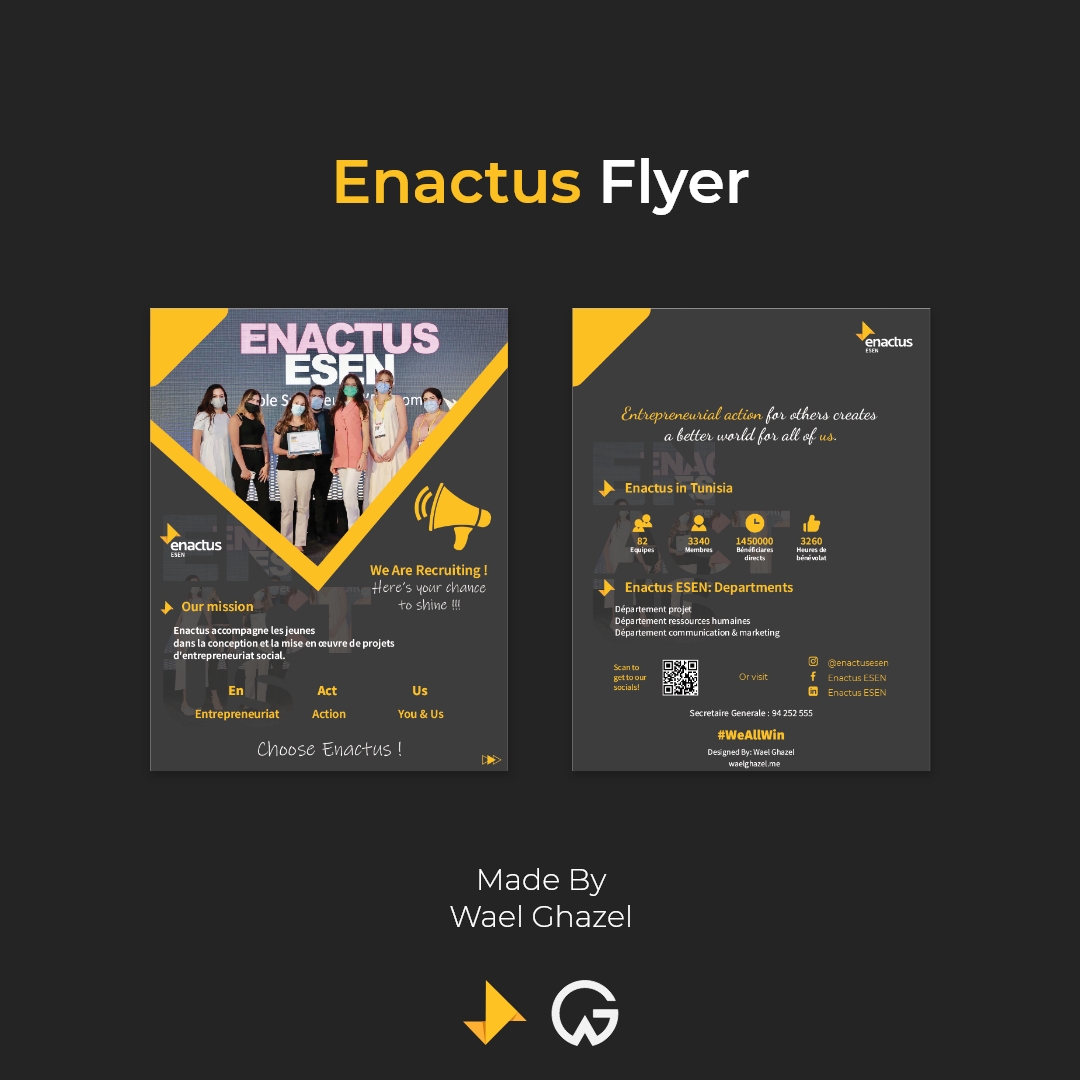 Enactus Flyer
ENACTUS
ESEN
enactus
ESEN
We Are Recruiting !
Here's your chance
to shine !!!
Our mission
Enactus accompagne les jeunes
dans la conception et la mise en œuvre de projets
d'entrepreneuriat social.
En Act Us
Entrepreneuriat Action You & Us
Choose Enactus !
enactus
ESEN
Entrepreneurial action for others creates
a better world for all of us.
Enactus in Tunisia
82 3340 1450000 3260
Equipes Membres Bénéficiares Heures de
directs bénévolat
Enactus ESEN: Departments
Département projet
Département ressources humaines
Département communication & marketing
Scan to
get to our
socials!
Or visit
@enactusesen
Enactus ESEN
Enactus ESEN
Secretaire Generale : 94 252 555
#WeAllWin
Designed By: Wael Ghazel
waelghazel.me
Made By
Wael Ghazel